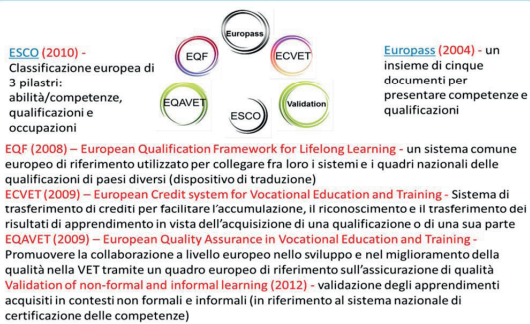 Europass
EQF
ECVET
EQAVET
Validation
ESCO
ESCO (2010) -
Classificazione europea di
3 pilastri:
abilità/competenze,
qualificazioni e
occupazioni
Europass (2004) - un
insieme di cinque
documenti per
presentare competenze e
qualificazioni
EQF (2008) – European Qualification Framework for Lifelong Learning - un sistema comune
europeo di riferimento utilizzato per collegare fra loro i sistemi e i quadri nazionali delle
qualificazioni di paesi diversi (dispositivo di traduzione)
ECVET (2009) – European Credit system for Vocational Education and Training - Sistema di
trasferimento di crediti per facilitare l'accumulazione, il riconoscimento e il trasferimento dei
risultati di apprendimento in vista dell'acquisizione di una qualificazione o di una sua parte
EQAVET (2009) – European Quality Assurance in Vocational Education and Training -
Promuovere la collaborazione a livello europeo nello sviluppo e nel miglioramento della
qualità nella VET tramite un quadro europeo di riferimento sull'assicurazione di qualità
Validation of non-formal and informal learning (2012) - validazione degli apprendimenti
acquisiti in contesti non formali e informali (in riferimento al sistema nazionale di
certificazione delle competenze)